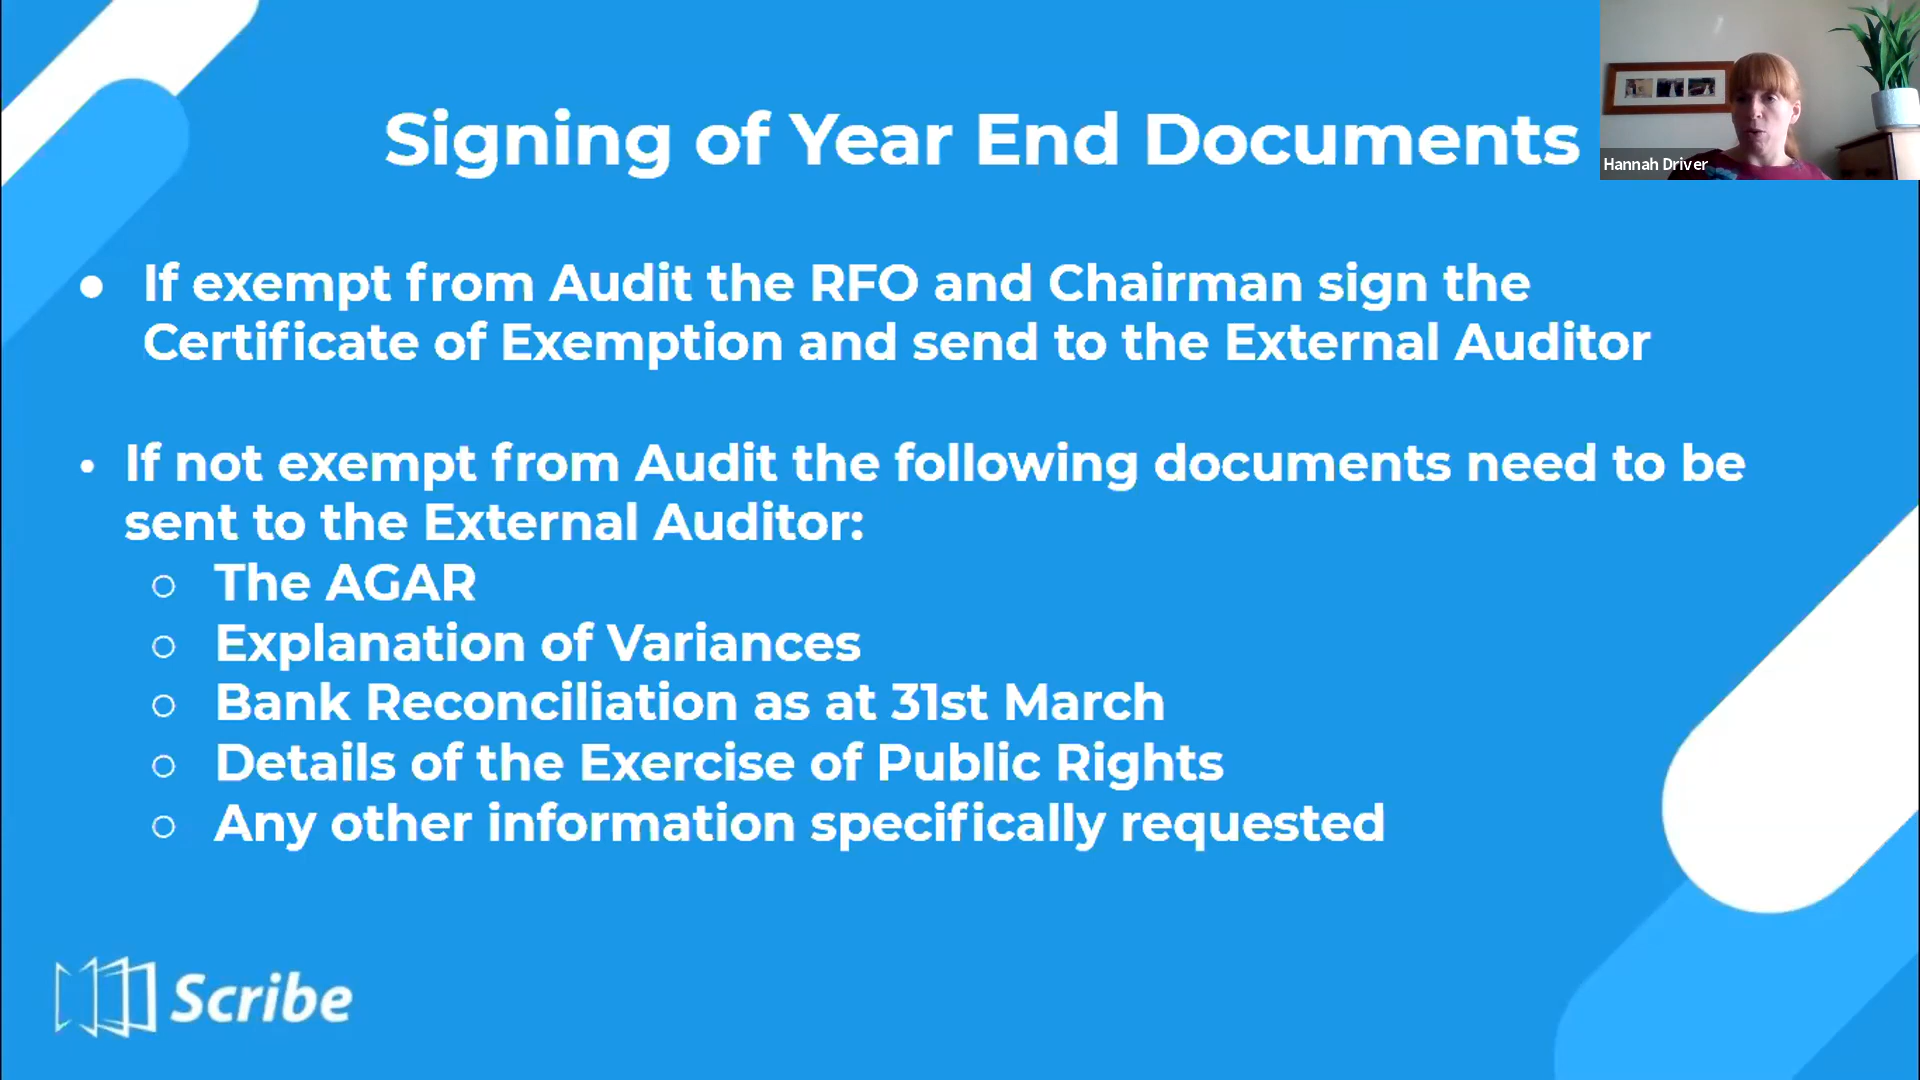 Signing of Year End Documents
Hannah Driver
● If exempt from Audit the RFO and Chairman sign the
Certificate of Exemption and send to the External Auditor
• If not exempt from Audit the following documents need to be
sent to the External Auditor:
○ The AGAR
○ Explanation of Variances
○ Bank Reconciliation as at 31st March
○ Details of the Exercise of Public Rights
○ Any other information specifically requested
Scribe